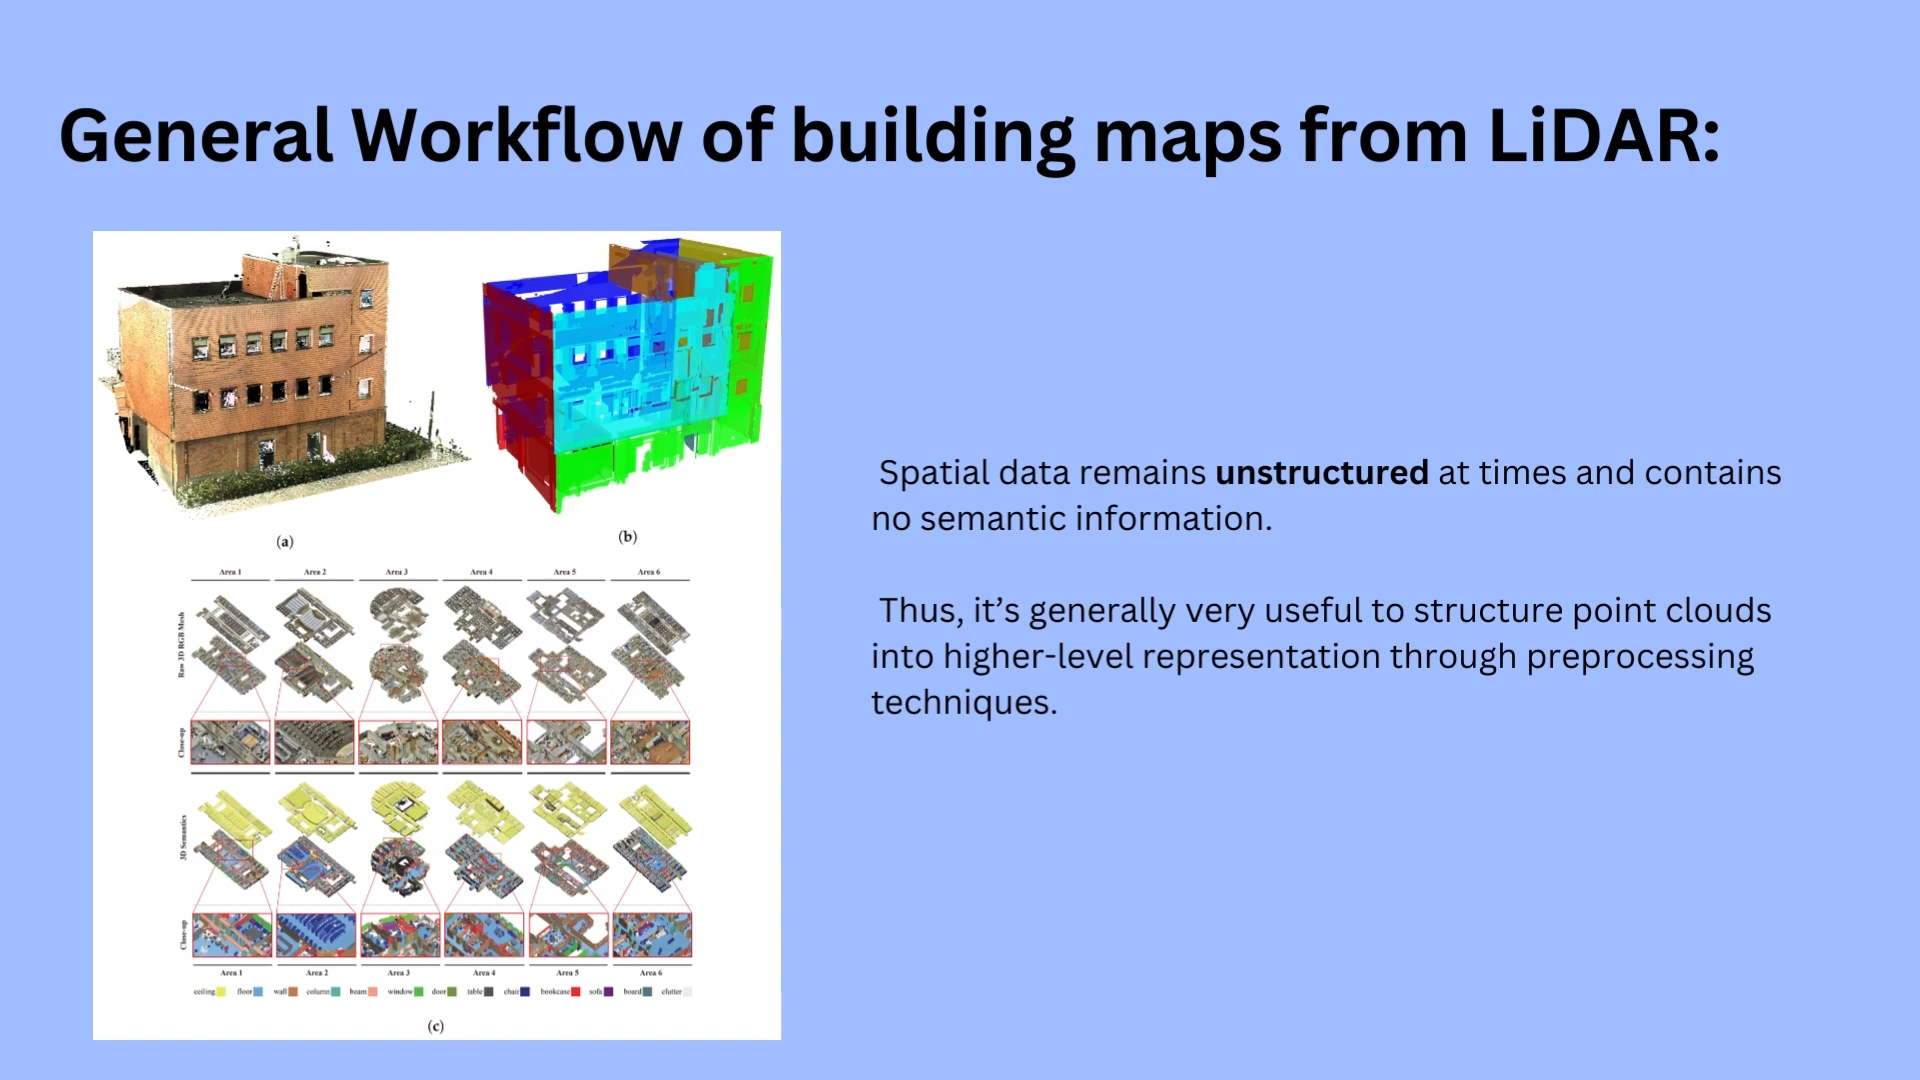 General Workflow of building maps from LiDAR:
(a)
(b)
Area 1 Area 2 Area 3 Area 4 Area 5 Area 6
Raw 3D RGB Mesh
Close-up
3D Semantics
Close-up
Area 1 Area 2 Area 3 Area 4 Area 5 Area 6
ceiling floor wall column beam window door table chair bookcase sofa board clutter
(c)
Spatial data remains unstructured at times and contains
no semantic information.
Thus, it’s generally very useful to structure point clouds
into higher-level representation through preprocessing
techniques.